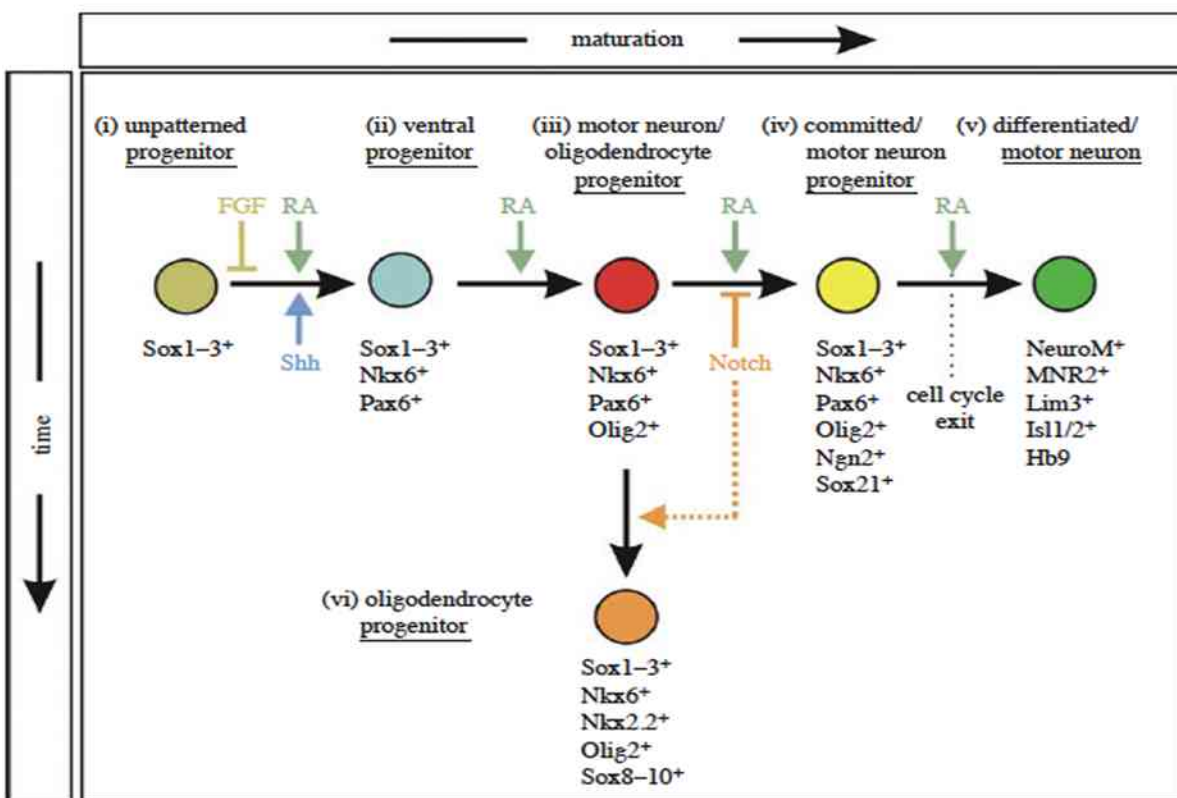 maturation
time
(i) unpatterned
progenitor
(ii) ventral
progenitor
(iii) motor neuron/
oligodendrocyte
progenitor
(iv) committed/
motor neuron
progenitor
(v) differentiated/
motor neuron
FGF
RA
RA
RA
RA
Shh
Notch
cell cycle
exit
Sox1–3⁺
Sox1–3⁺
Nkx6⁺
Pax6⁺
Sox1–3⁺
Nkx6⁺
Pax6⁺
Olig2⁺
Sox1–3⁺
Nkx6⁺
Pax6⁺
Olig2⁺
Ngn2⁺
Sox21⁺
NeuroM⁺
MNR2⁺
Lim3⁺
Isl1/2⁺
Hb9
(vi) oligodendrocyte
progenitor
Sox1–3⁺
Nkx6⁺
Nkx2.2⁺
Olig2⁺
Sox8–10⁺